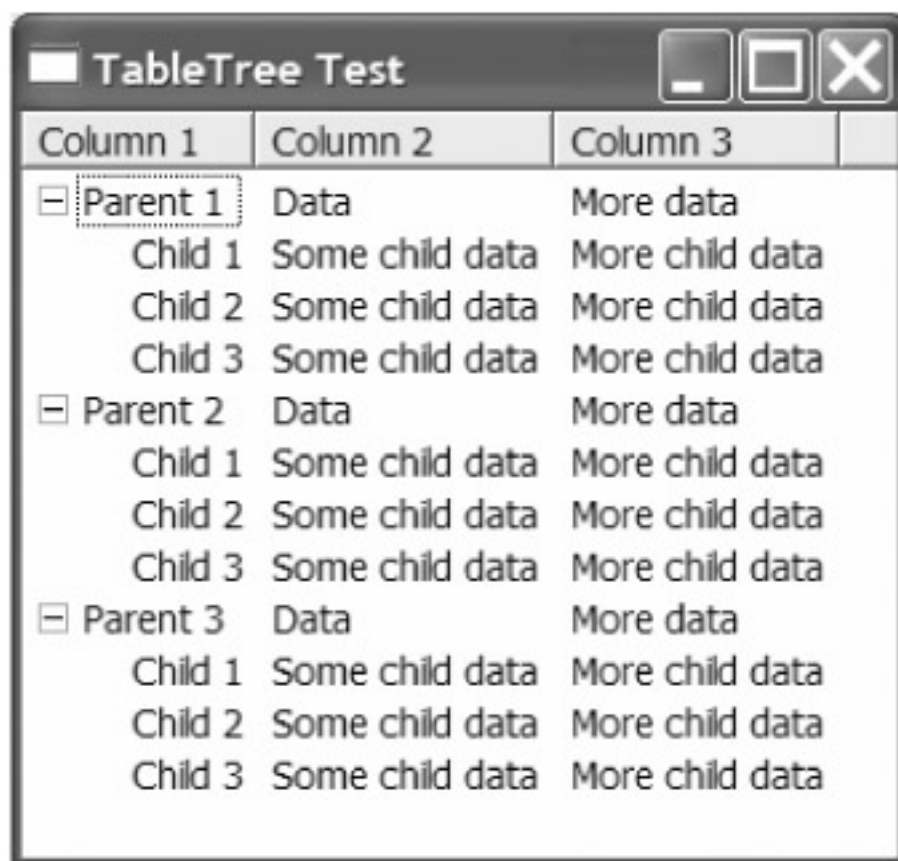 TableTree Test
Column 1 Column 2 Column 3
Parent 1 Data More data
Child 1 Some child data More child data
Child 2 Some child data More child data
Child 3 Some child data More child data
Parent 2 Data More data
Child 1 Some child data More child data
Child 2 Some child data More child data
Child 3 Some child data More child data
Parent 3 Data More data
Child 1 Some child data More child data
Child 2 Some child data More child data
Child 3 Some child data More child data